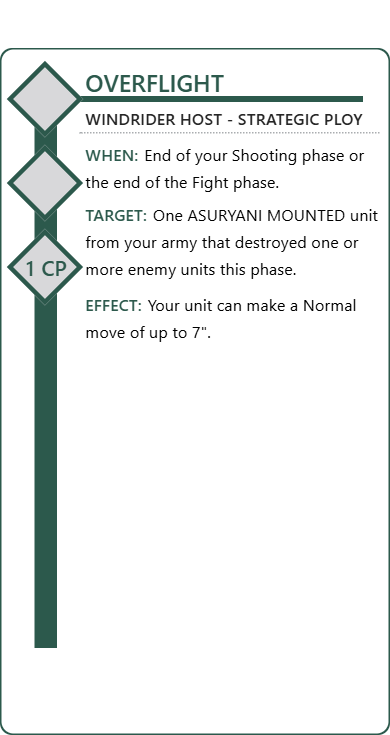 OVERFLIGHT
WINDRIDER HOST - STRATEGIC PLOY
WHEN: End of your Shooting phase or
the end of the Fight phase.
TARGET: One ASURYANI MOUNTED unit
from your army that destroyed one or
1 CP
more enemy units this phase.
EFFECT: Your unit can make a Normal
move of up to 7".